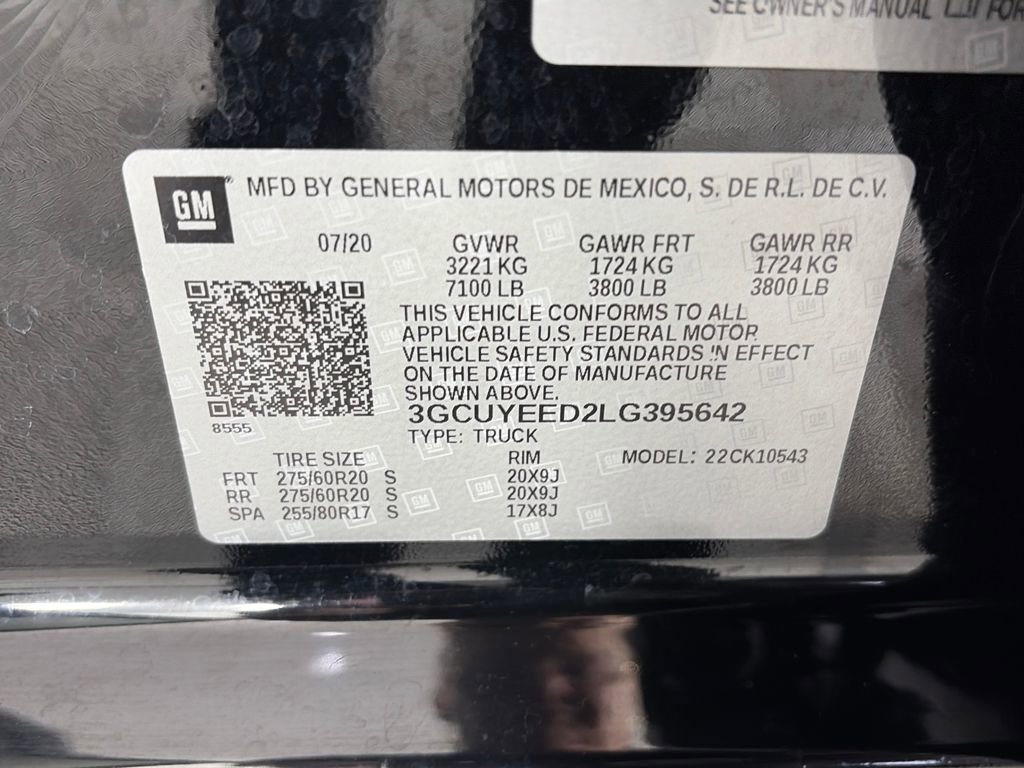 SEE OWNER'S MANUAL FOR
GM
MFD BY GENERAL MOTORS DE MEXICO, S. DE R.L. DE C.V.
07/20 GVWR GAWR FRT GAWR RR
3221 KG 1724 KG 1724 KG
7100 LB 3800 LB 3800 LB
THIS VEHICLE CONFORMS TO ALL
APPLICABLE U.S. FEDERAL MOTOR
VEHICLE SAFETY STANDARDS IN EFFECT
ON THE DATE OF MANUFACTURE
SHOWN ABOVE.
8555
3GCUYEED2LG395642
TYPE: TRUCK
TIRE SIZE RIM MODEL: 22CK10543
FRT 275/60R20 S 20X9J
RR 275/60R20 S 20X9J
SPA 255/80R17 S 17X8J